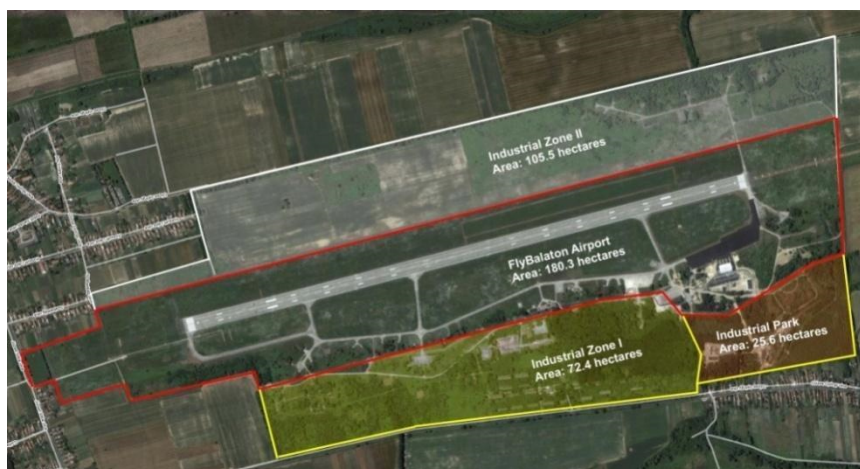 Industrial Zone II
Area: 105.5 hectares
FlyBalaton Airport
Area: 180.3 hectares
Industrial Park
Area: 25.6 hectares
Industrial Zone I
Area: 72.4 hectares